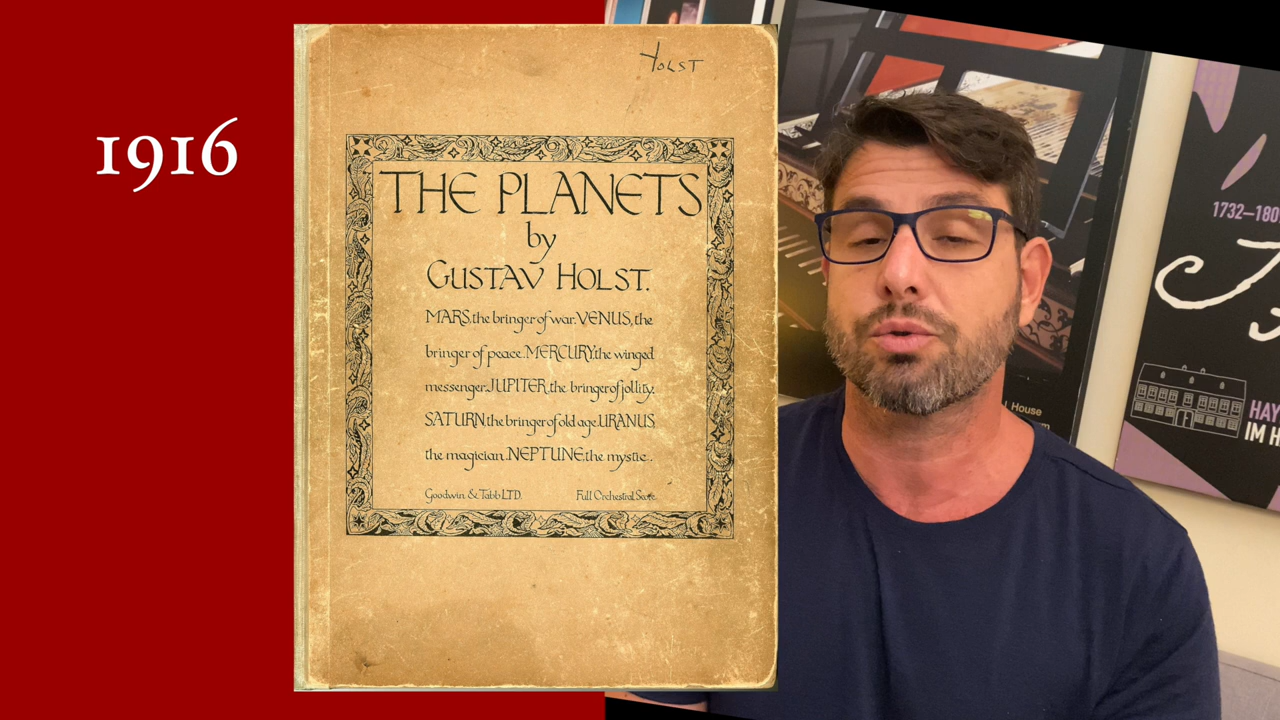 1916
HOLST
THE PLANETS
by
GUSTAV HOLST.
MARS, the bringer of war. VENUS, the
bringer of peace. MERCURY, the winged
messenger. JUPITER, the bringer of jollity.
SATURN, the bringer of old age. URANUS,
the magician. NEPTUNE, the mystic.
Goodwin & Tabb LTD. Full Orchestral Score.
1732–180
House
HAY
IM H